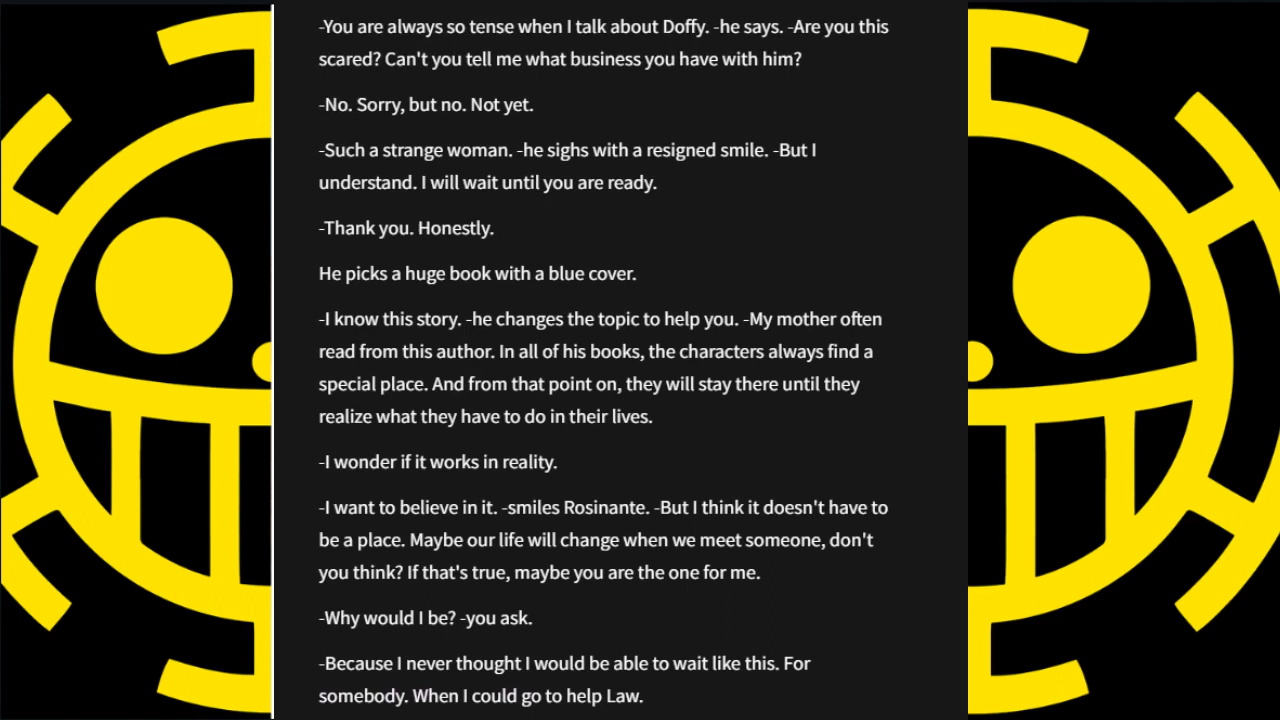 -You are always so tense when I talk about Doffy. -he says. -Are you this
scared? Can't you tell me what business you have with him?
-No. Sorry, but no. Not yet.
-Such a strange woman. -he sighs with a resigned smile. -But I
understand. I will wait until you are ready.
-Thank you. Honestly.
He picks a huge book with a blue cover.
-I know this story. -he changes the topic to help you. -My mother often
read from this author. In all of his books, the characters always find a
special place. And from that point on, they will stay there until they
realize what they have to do in their lives.
-I wonder if it works in reality.
-I want to believe in it. -smiles Rosinante. -But I think it doesn't have to
be a place. Maybe our life will change when we meet someone, don't
you think? If that's true, maybe you are the one for me.
-Why would I be? -you ask.
-Because I never thought I would be able to wait like this. For
somebody. When I could go to help Law.